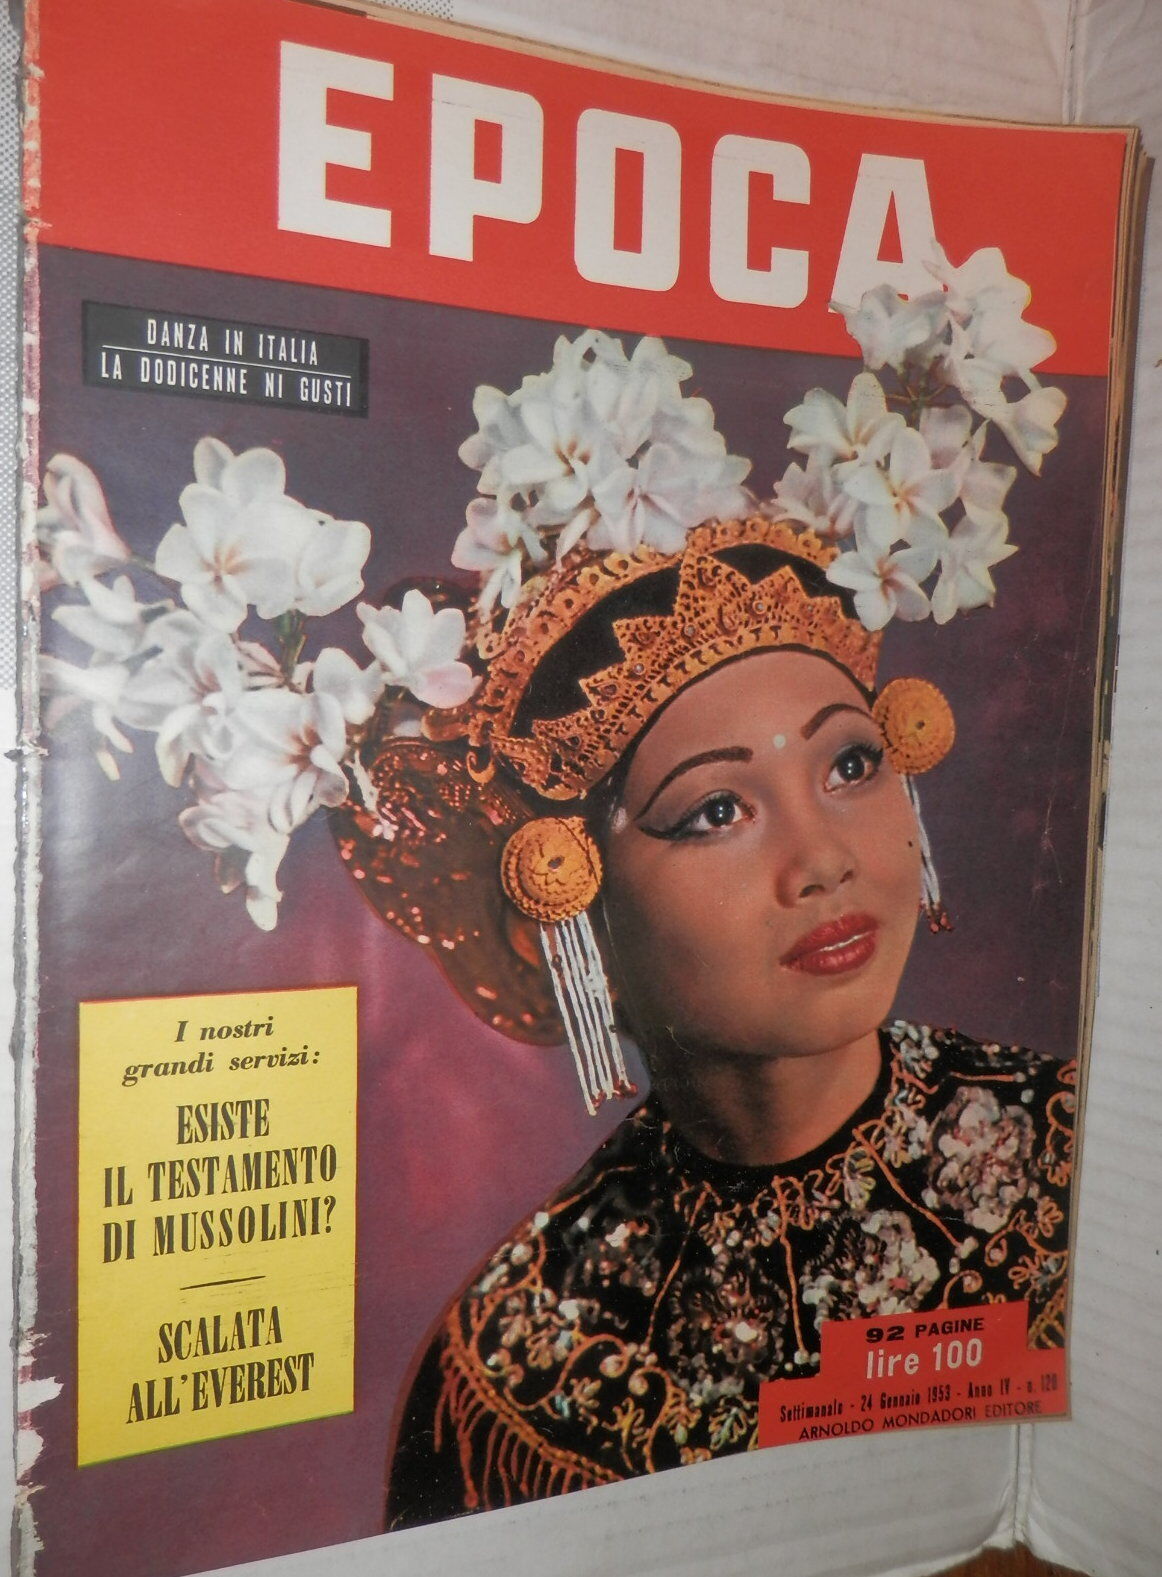 EPOCA
DANZA IN ITALIA
LA DODICENNE NI GUSTI
I nostri
grandi servizi:
ESISTE
IL TESTAMENTO
DI MUSSOLINI?
SCALATA
ALL'EVEREST
92 PAGINE
lire 100
Settimanale - 24 Gennaio 1953 - Anno IV - n. 120
ARNOLDO MONDADORI EDITORE